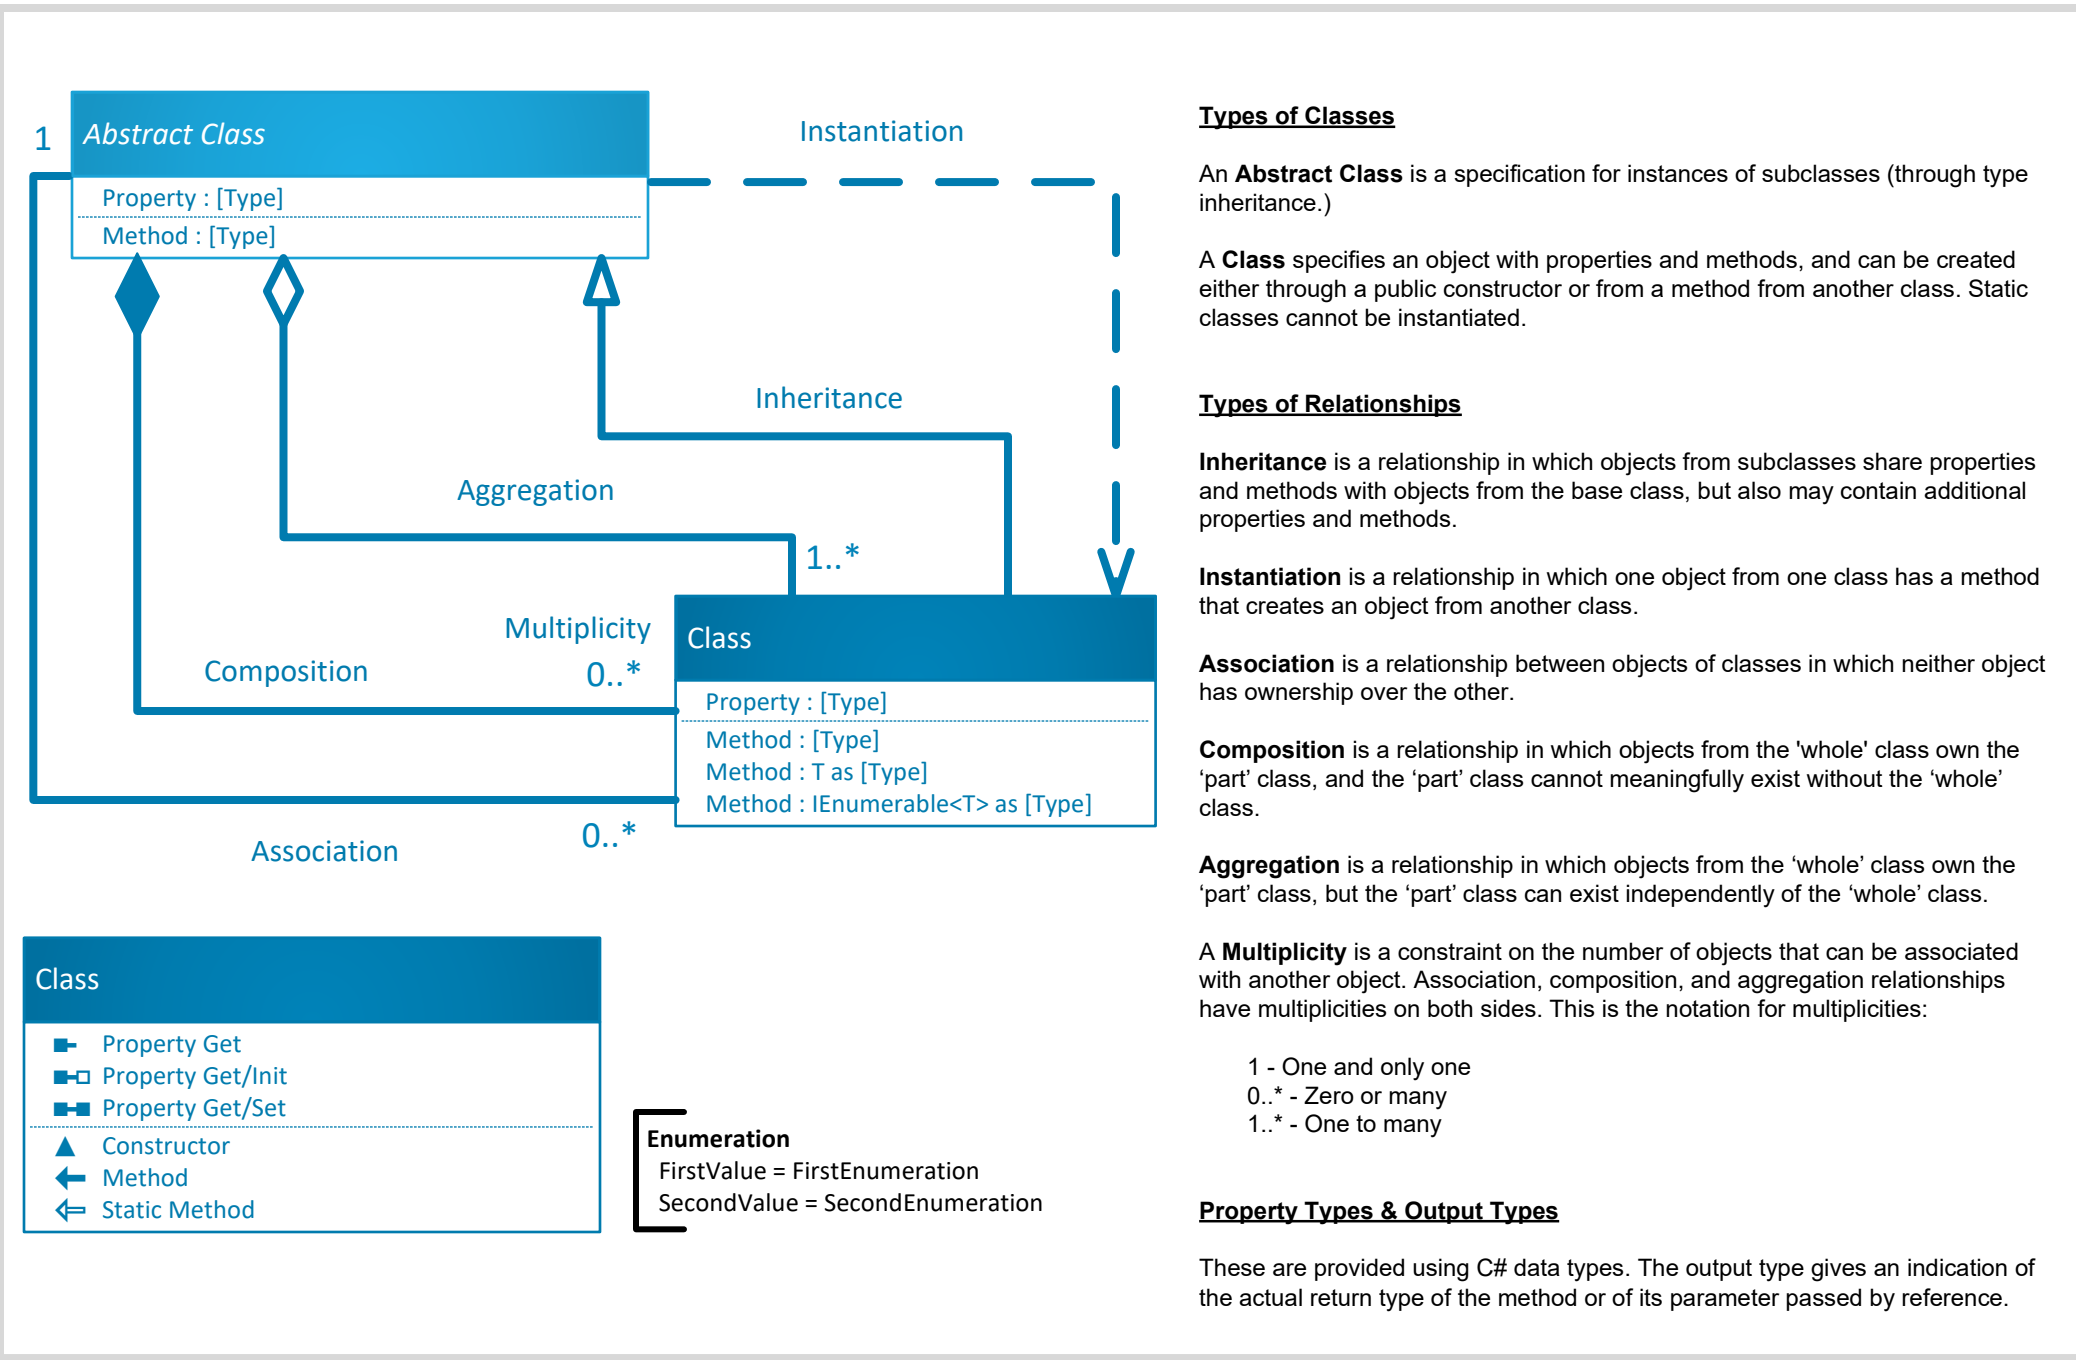 1
Abstract Class
Property : [Type]
Method : [Type]
Instantiation
Inheritance
Aggregation
1..*
Multiplicity
0..*
Composition
Class
Property : [Type]
Method : [Type]
Method : T as [Type]
Method : IEnumerable<T> as [Type]
0..*
Association
Class
Property Get
Property Get/Init
Property Get/Set
Constructor
Method
Static Method
Enumeration
FirstValue = FirstEnumeration
SecondValue = SecondEnumeration
Types of Classes
An Abstract Class is a specification for instances of subclasses (through type
inheritance.)
A Class specifies an object with properties and methods, and can be created
either through a public constructor or from a method from another class. Static
classes cannot be instantiated.
Types of Relationships
Inheritance is a relationship in which objects from subclasses share properties
and methods with objects from the base class, but also may contain additional
properties and methods.
Instantiation is a relationship in which one object from one class has a method
that creates an object from another class.
Association is a relationship between objects of classes in which neither object
has ownership over the other.
Composition is a relationship in which objects from the 'whole' class own the
‘part’ class, and the ‘part’ class cannot meaningfully exist without the ‘whole’
class.
Aggregation is a relationship in which objects from the ‘whole’ class own the
‘part’ class, but the ‘part’ class can exist independently of the ‘whole’ class.
A Multiplicity is a constraint on the number of objects that can be associated
with another object. Association, composition, and aggregation relationships
have multiplicities on both sides. This is the notation for multiplicities:
1 - One and only one
0..* - Zero or many
1..* - One to many
Property Types & Output Types
These are provided using C# data types. The output type gives an indication of
the actual return type of the method or of its parameter passed by reference.